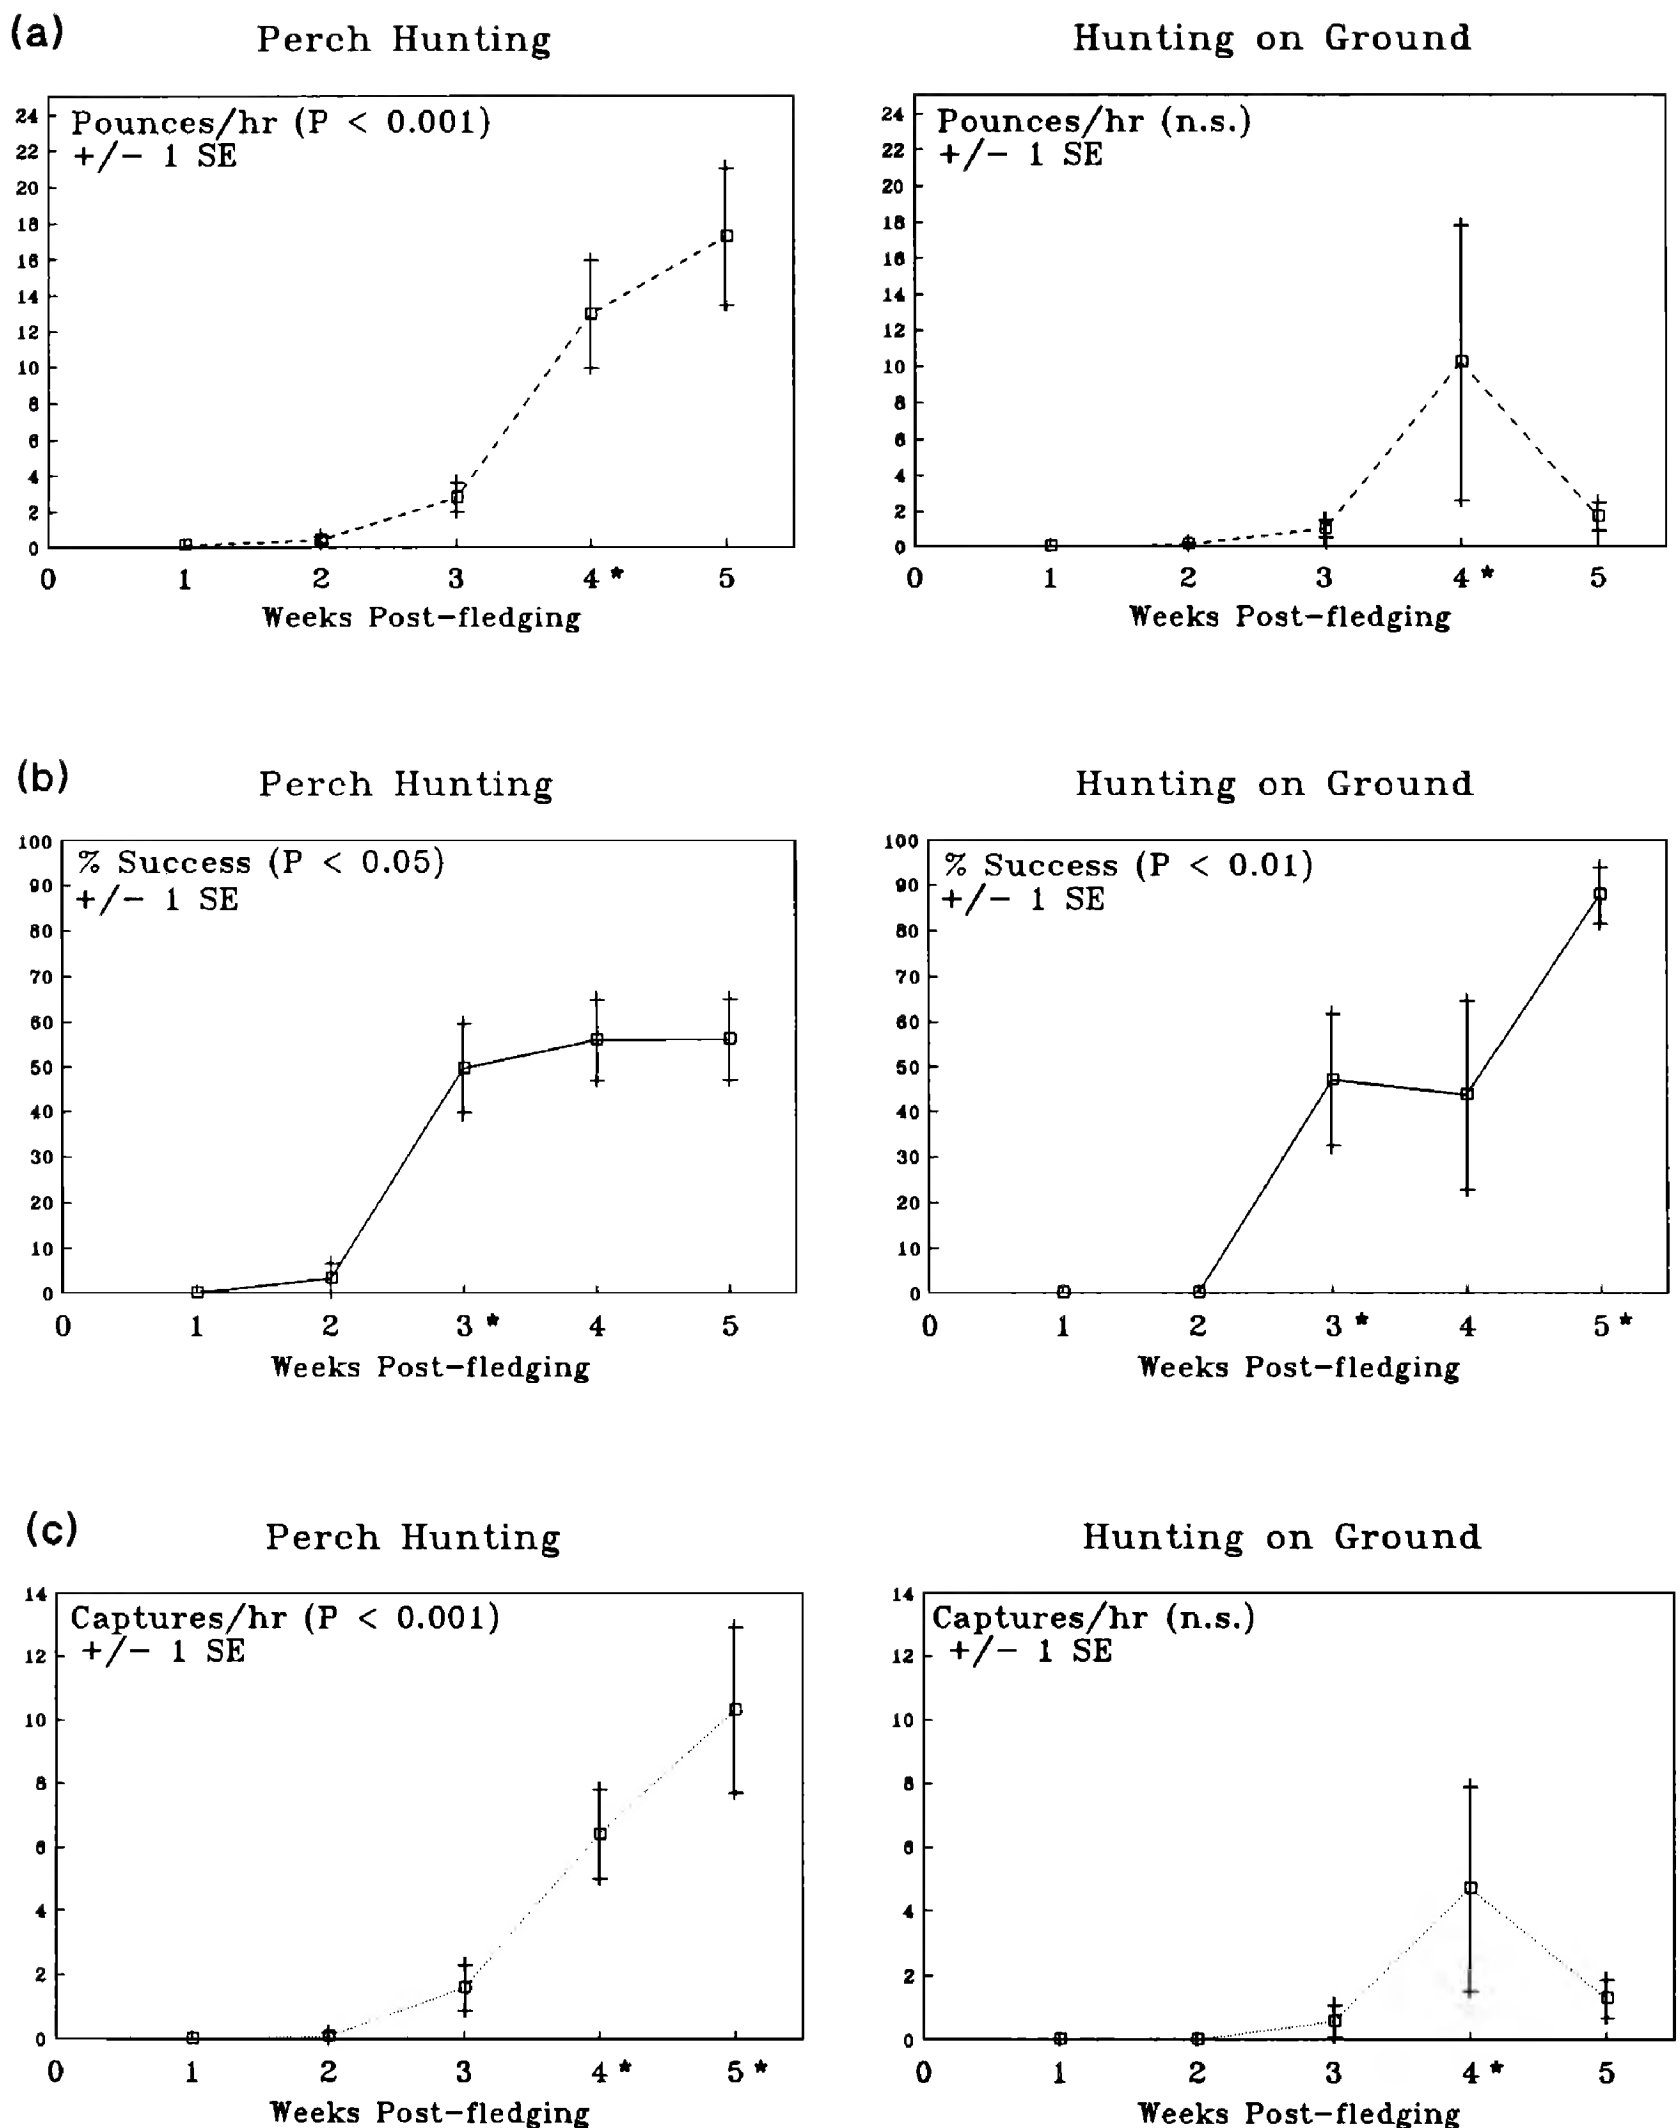 (a)
Perch Hunting
Hunting on Ground
Pounces/hr (P < 0.001)
+/− 1 SE
24
22
20
18
16
14
12
10
8
6
4
2
0
0 1 2 3 4 * 5
Weeks Post−fledging
Pounces/hr (n.s.)
+/− 1 SE
24
22
20
18
16
14
12
10
8
6
4
2
0
0 1 2 3 4 * 5
Weeks Post−fledging
(b)
Perch Hunting
Hunting on Ground
% Success (P < 0.05)
+/− 1 SE
100
90
80
70
60
50
40
30
20
10
0
0 1 2 3 * 4 5
Weeks Post−fledging
% Success (P < 0.01)
+/− 1 SE
100
90
80
70
60
50
40
30
20
10
0
0 1 2 3 * 4 5 *
Weeks Post−fledging
(c)
Perch Hunting
Hunting on Ground
Captures/hr (P < 0.001)
+/− 1 SE
14
12
10
8
6
4
2
0
0 1 2 3 4 * 5 *
Weeks Post−fledging
Captures/hr (n.s.)
+/− 1 SE
14
12
10
8
6
4
2
0
0 1 2 3 4 * 5
Weeks Post−fledging